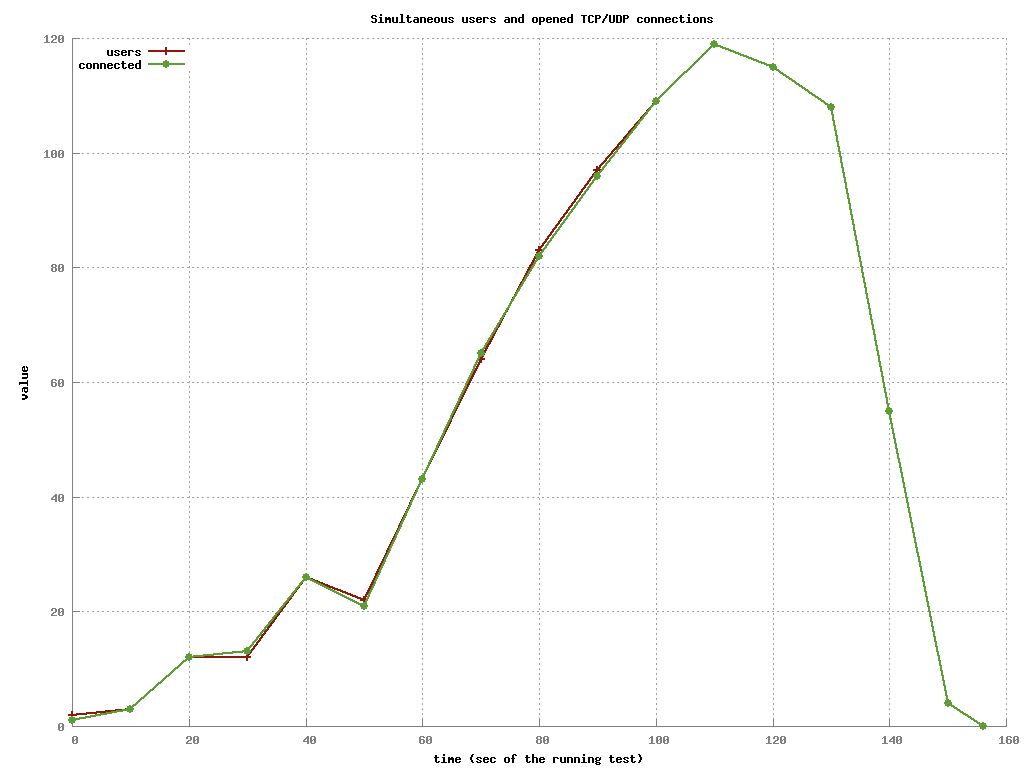 Simultaneous users and opened TCP/UDP connections
120
users
connected
100
80
value
60
40
20
0
0 20 40 60 80 100 120 140 160
time (sec of the running test)